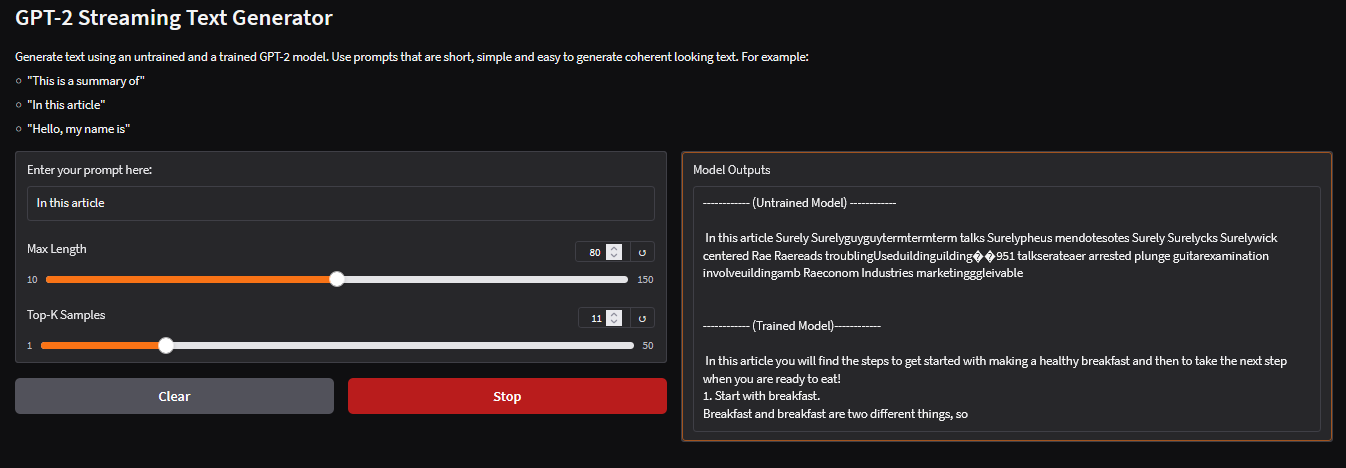 GPT-2 Streaming Text Generator
Generate text using an untrained and a trained GPT-2 model. Use prompts that are short, simple and easy to generate coherent looking text. For example:
"This is a summary of"
"In this article"
"Hello, my name is"
Enter your prompt here:
In this article
Max Length
80
10
150
Top-K Samples
11
1
50
Clear
Stop
Model Outputs
------------ (Untrained Model) ------------
In this article Surely Surelyguyguytermtermterm talks Surelypheus mendotesotes Surely Surelycks Surelywick
centered Rae Raereads troublingUseduildinguilding��951 talkserateaer arrested plunge guitarexamination
involveuildingamb Raeconom Industries marketingggleivable
------------ (Trained Model)------------
In this article you will find the steps to get started with making a healthy breakfast and then to take the next step
when you are ready to eat!
1. Start with breakfast.
Breakfast and breakfast are two different things, so